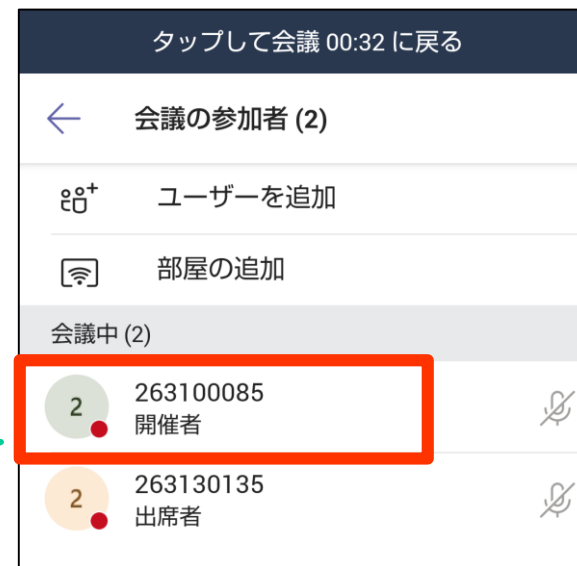 タップして会議 00:32 に戻る
会議の参加者 (2)
ユーザーを追加
部屋の追加
会議中 (2)
2
263100085
開催者
2
263130135
出席者